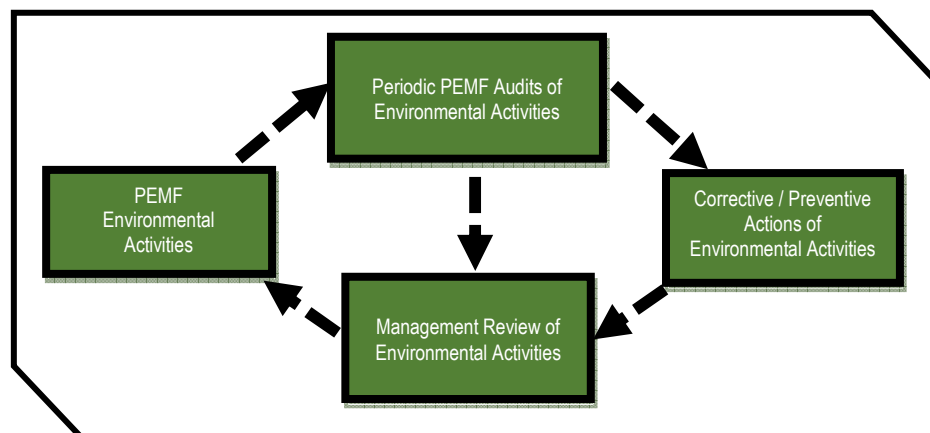 Periodic PEMF Audits of
Environmental Activities
PEMF
Environmental
Activities
Corrective / Preventive
Actions of
Environmental Activities
Management Review of
Environmental Activities